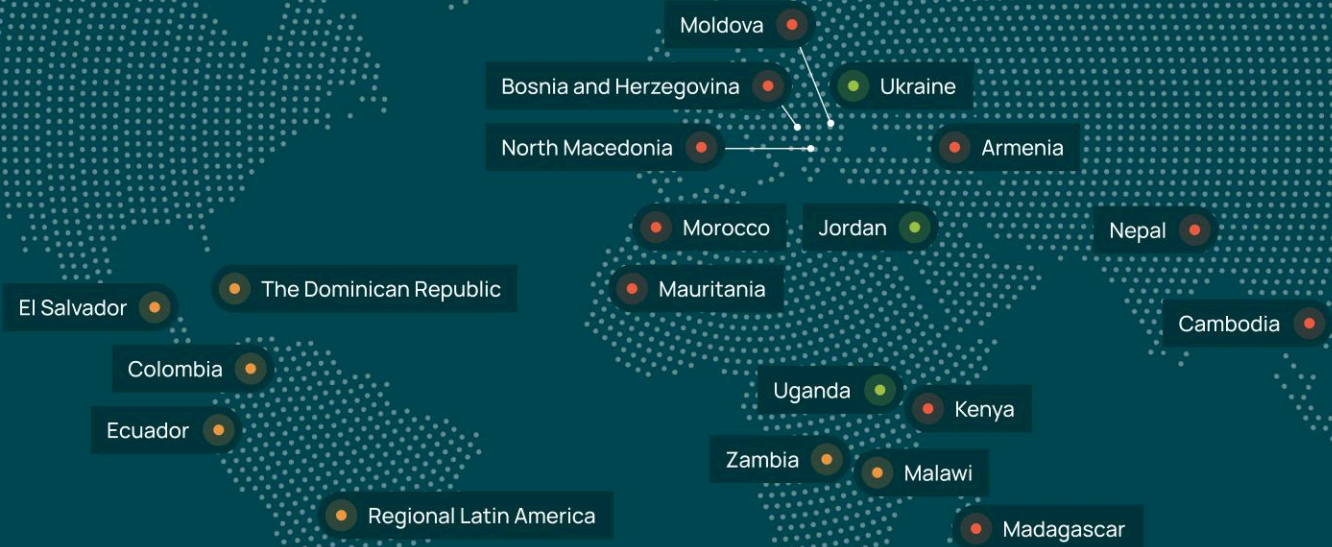 Moldova
Bosnia and Herzegovina
Ukraine
North Macedonia
Armenia
Morocco
Jordan
Nepal
The Dominican Republic
Mauritania
El Salvador
Cambodia
Colombia
Uganda
Kenya
Ecuador
Zambia
Malawi
Regional Latin America
Madagascar